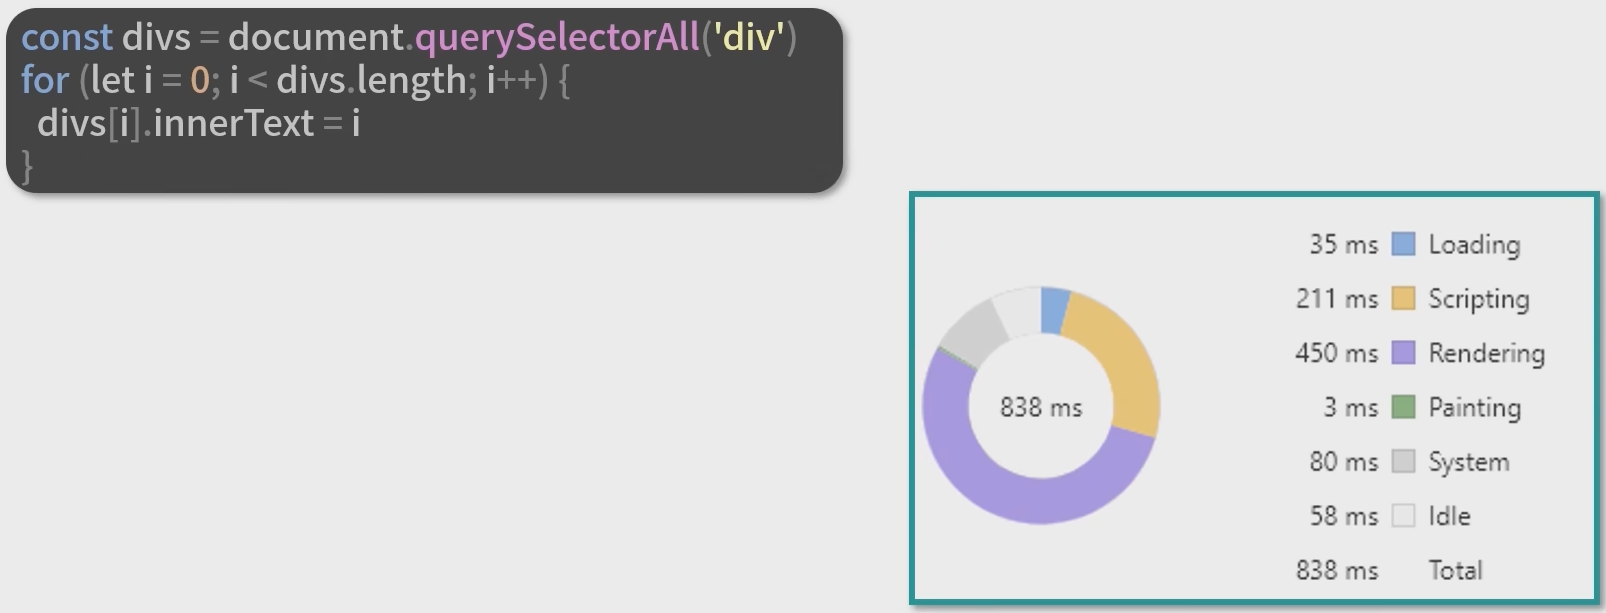 const divs = document.querySelectorAll('div')
for (let i = 0; i < divs.length; i++) {
  divs[i].innerText = i
}
838 ms
35 ms Loading
211 ms Scripting
450 ms Rendering
3 ms Painting
80 ms System
58 ms Idle
838 ms Total